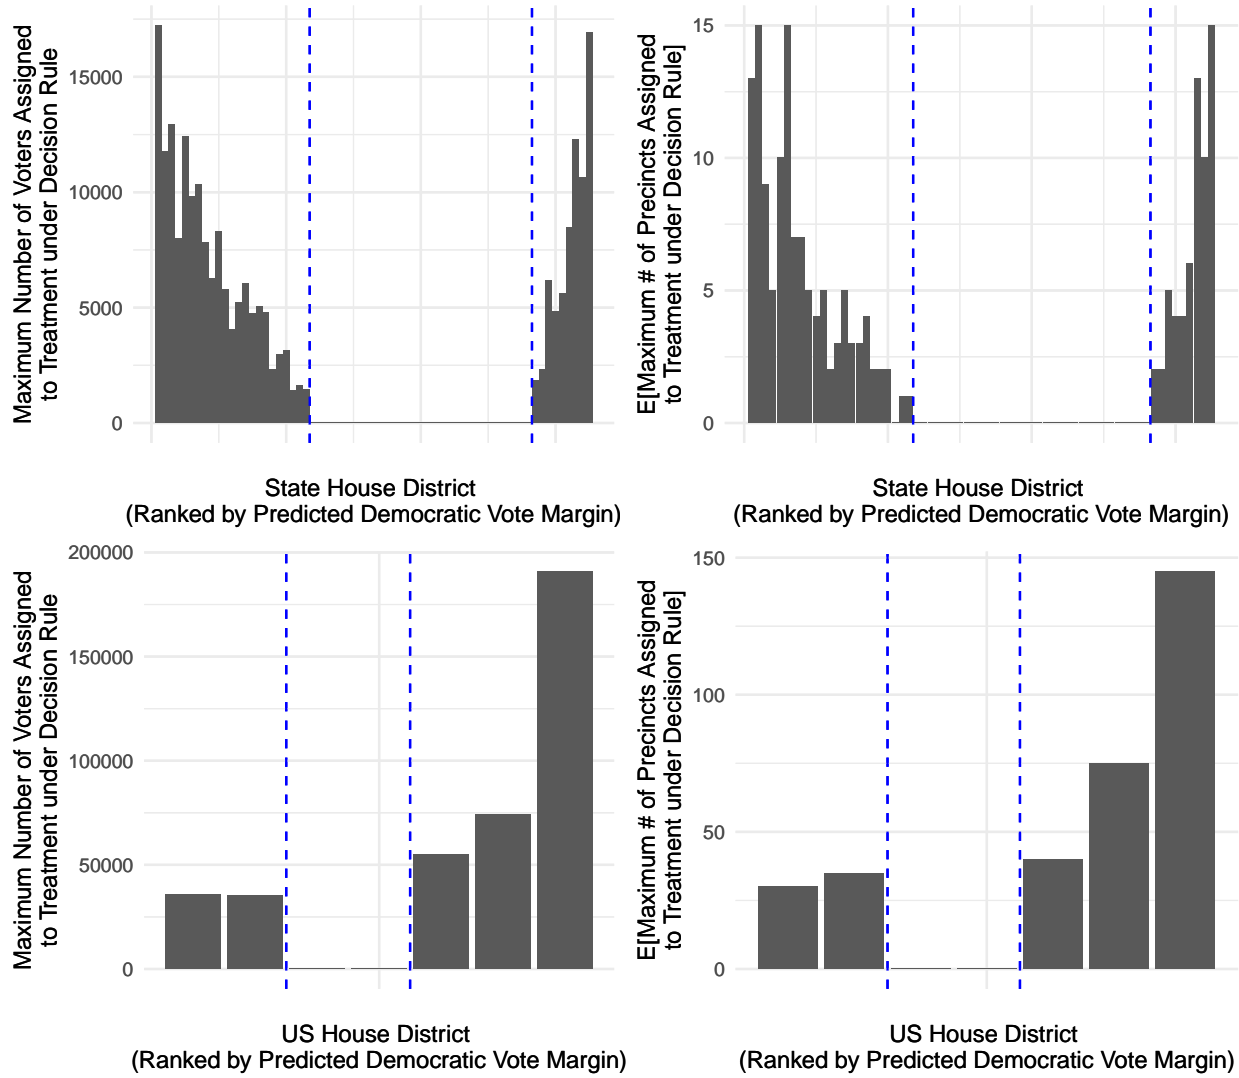 Maximum Number of Voters Assigned
to Treatment under Decision Rule
15000
10000
5000
0
State House District
(Ranked by Predicted Democratic Vote Margin)
E[Maximum # of Precincts Assigned
to Treatment under Decision Rule]
15
10
5
0
State House District
(Ranked by Predicted Democratic Vote Margin)
Maximum Number of Voters Assigned
to Treatment under Decision Rule
200000
150000
100000
50000
0
US House District
(Ranked by Predicted Democratic Vote Margin)
E[Maximum # of Precincts Assigned
to Treatment under Decision Rule]
150
100
50
0
US House District
(Ranked by Predicted Democratic Vote Margin)